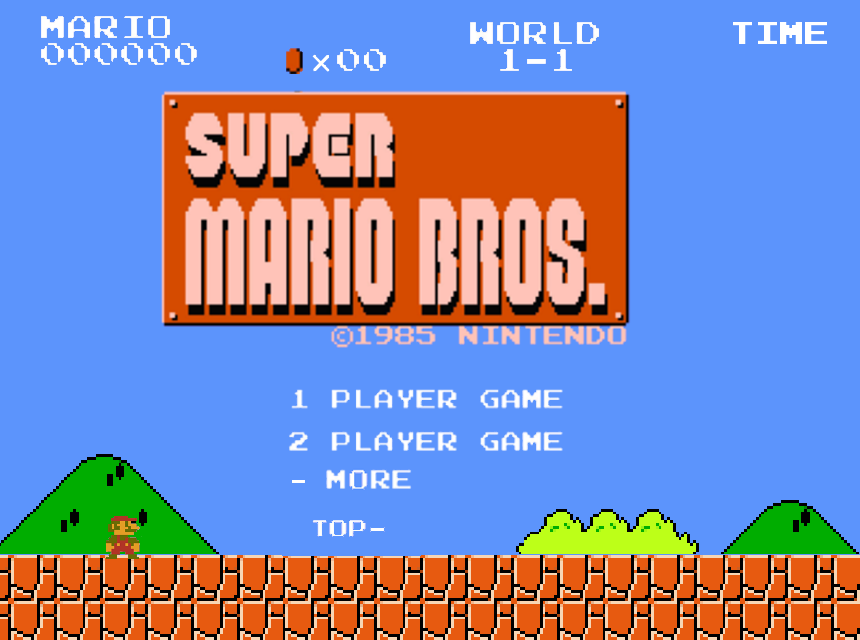 MARIO WORLD TIME
000000 x00 1-1
SUPER
MARIO BROS.
©1985 NINTENDO
1 PLAYER GAME
2 PLAYER GAME
- MORE
TOP-